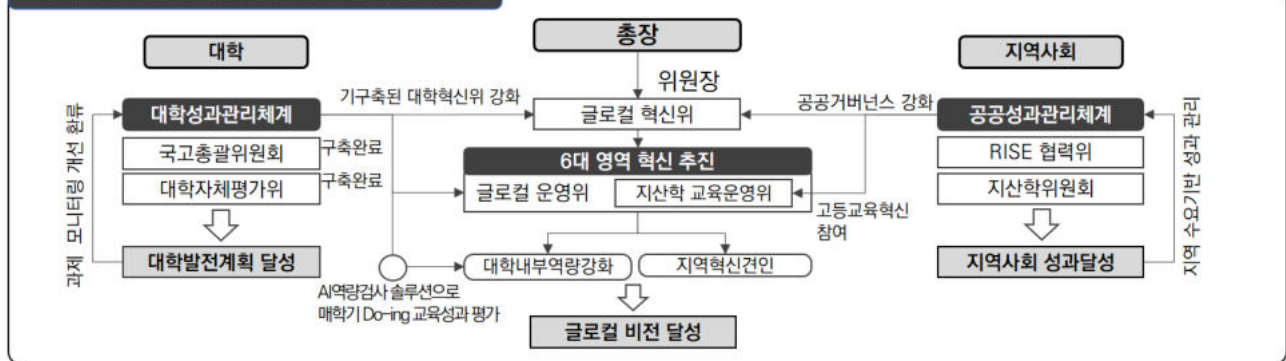 총장
대학
지역사회
위원장
기구축된 대학혁신위 강화
공공거버넌스 강화
대학성과관리체계
글로컬 혁신위
공공성과관리체계
국고총괄위원회
구축완료
대학자체평가위
구축완료
6대 영역 혁신 추진
글로컬 운영위
지산학 교육운영위
RISE 협력위
지산학위원회
고등교육혁신
참여
대학발전계획 달성
대학내부역량강화
지역혁신견인
지역사회 성과달성
AI역량검사 솔루션으로
매학기 Do-ing 교육성과 평가
글로컬 비전 달성
과제 모니터링 개선 환류
지역 수요기반 성과 관리